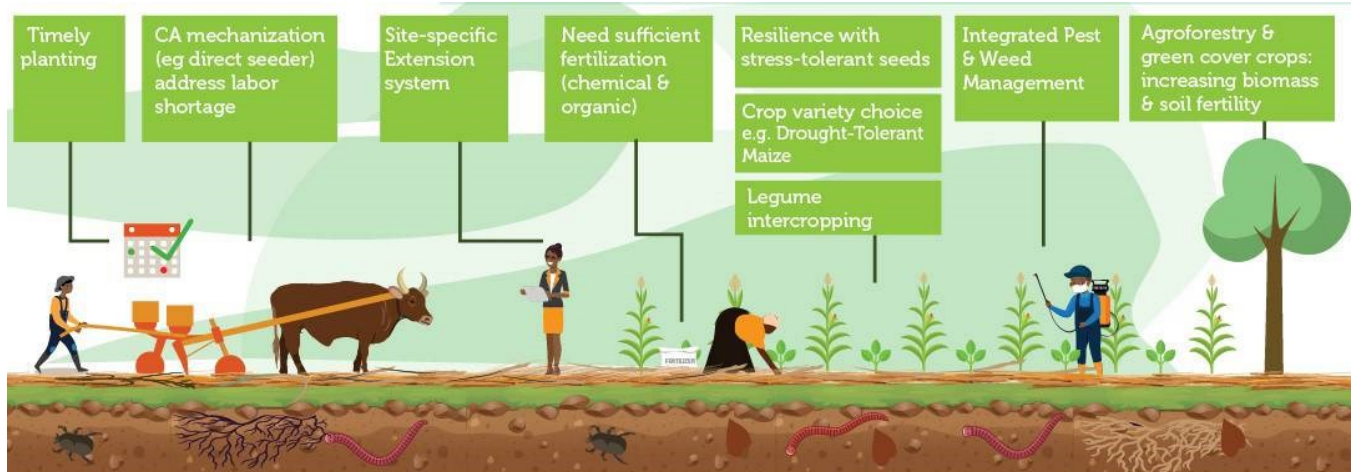 Timely
planting
CA mechanization
(eg direct seeder)
address labor
shortage
Site-specific
Extension
system
Need sufficient
fertilization
(chemical &
organic)
Resilience with
stress-tolerant seeds
Crop variety choice
e.g. Drought-Tolerant
Maize
Legume
intercropping
Integrated Pest
& Weed
Management
Agroforestry &
green cover crops:
increasing biomass
& soil fertility
FERTILIZER